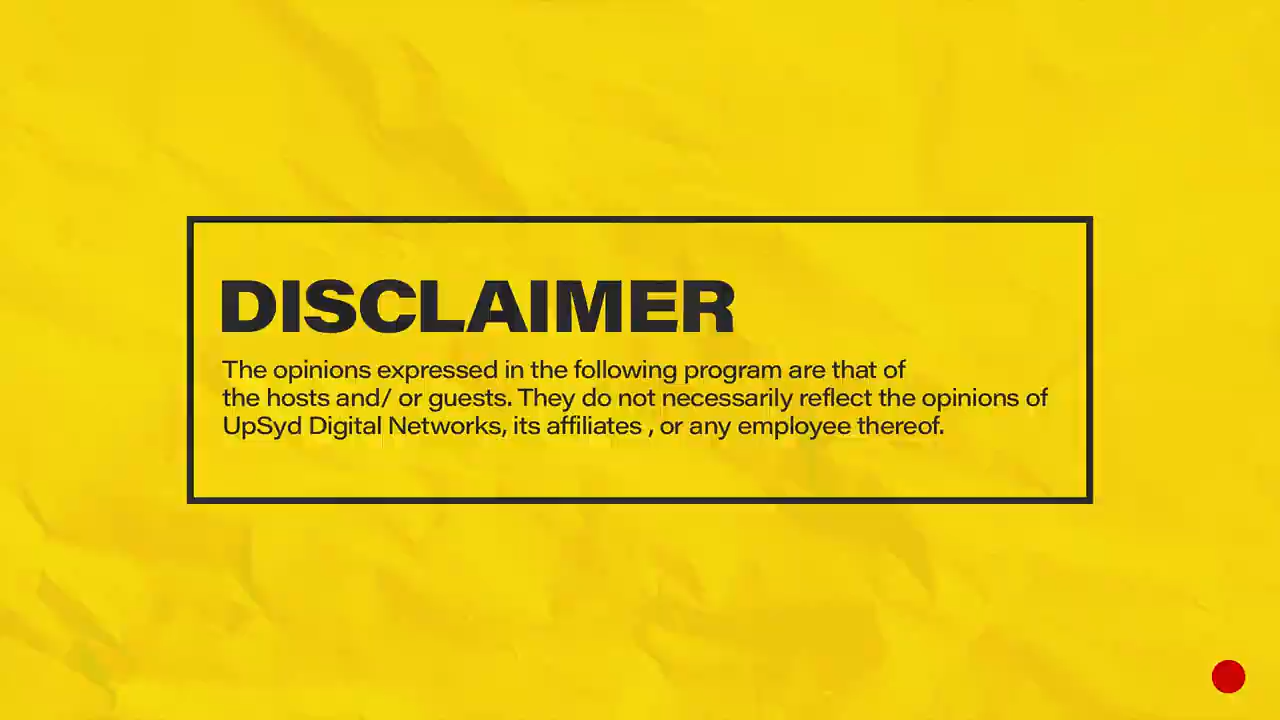 DISCLAIMER
The opinions expressed in the following program are that of
the hosts and/ or guests. They do not necessarily reflect the opinions of
UpSyd Digital Networks, its affiliates , or any employee thereof.